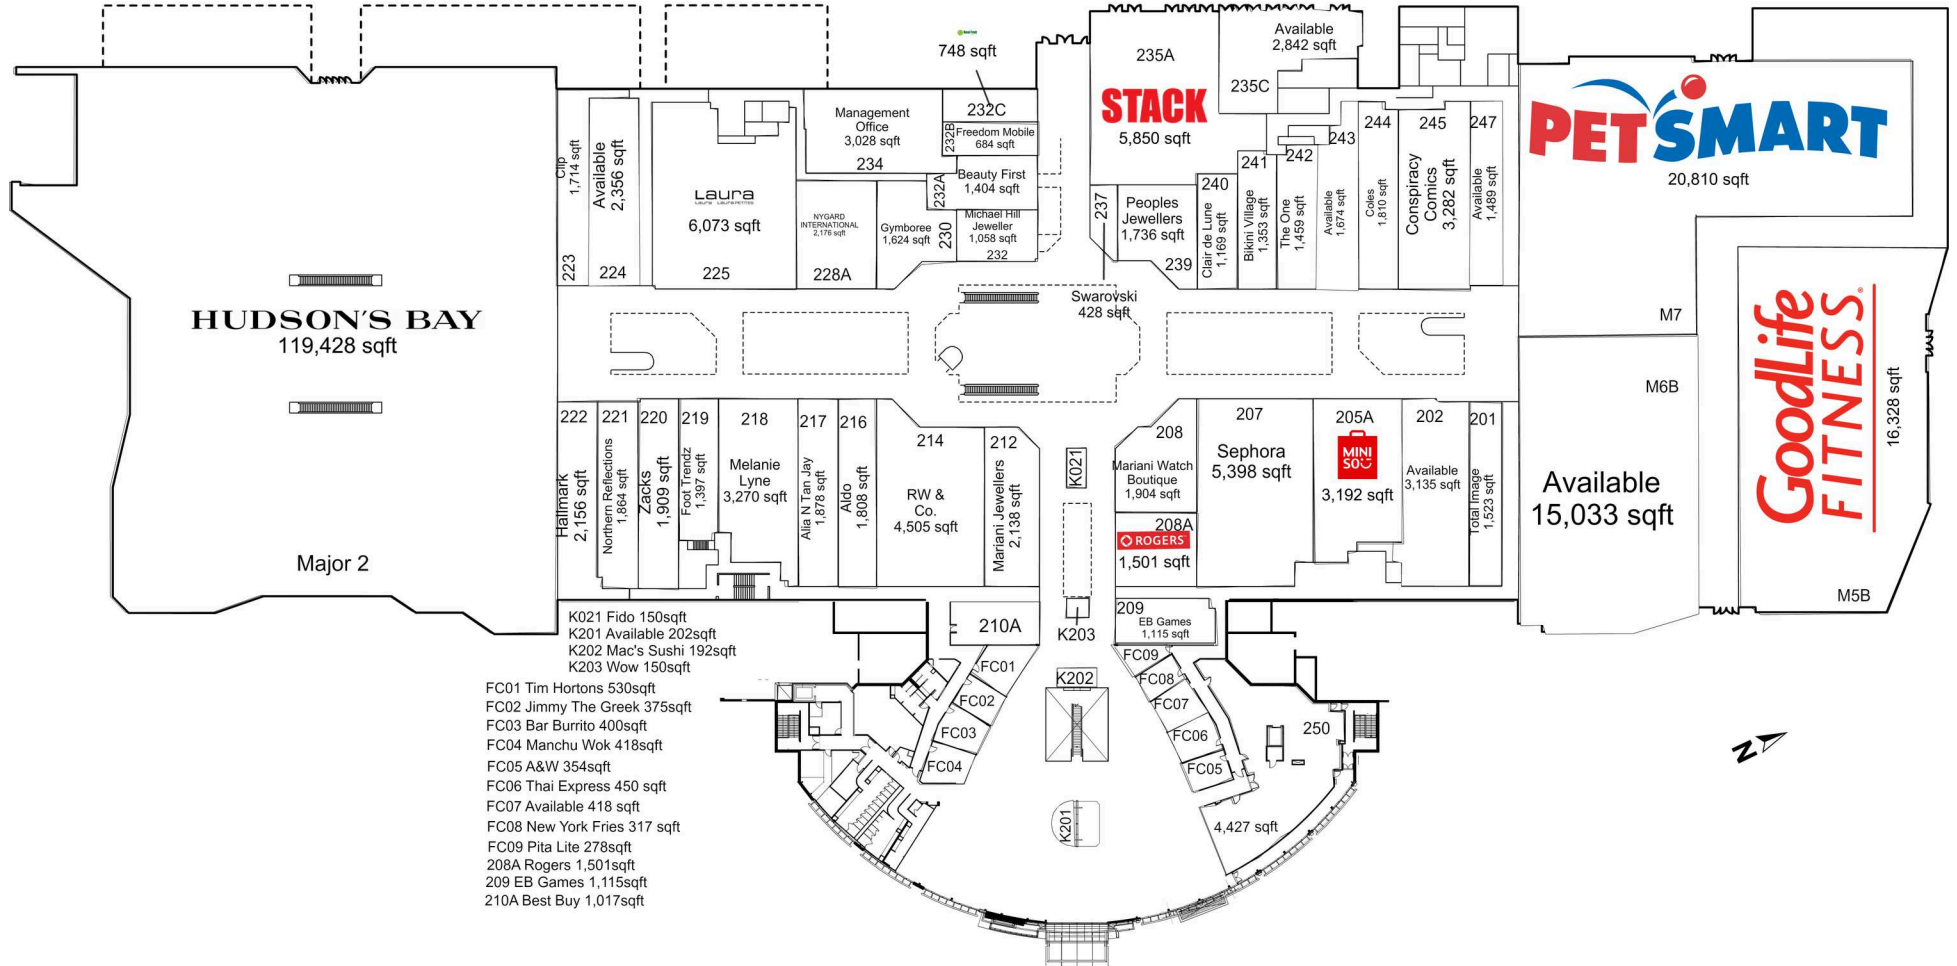 748 sqft
232C
232B
Freedom Mobile
684 sqft
Management
Office
3,028 sqft
234
Beauty First
1,404 sqft
232A
Michael Hill
Jeweller
1,058 sqft
232
230
Gymboree
1,624 sqft
NYGARD
INTERNATIONAL
2,176 sqft
228A
LAURA
LAURA LAURA PETITES
6,073 sqft
225
Available
2,356 sqft
224
Clip
1,714 sqft
223
HUDSON'S BAY
119,428 sqft
Major 2
235A
STACK
5,850 sqft
Available
2,842 sqft
235C
237
Swarovski
428 sqft
Peoples
Jewellers
1,736 sqft
239
240
Clair de Lune
1,169 sqft
241
Bikini Village
1,353 sqft
242
The One
1,459 sqft
243
Available
1,674 sqft
244
Coles
1,810 sqft
245
Conspiracy
Comics
3,282 sqft
247
Available
1,489 sqft
PETSMART
20,810 sqft
M7
M6B
Available
15,033 sqft
GoodLife
FITNESS
16,328 sqft
M5B
222
Hallmark
2,156 sqft
221
Northern Reflections
1,864 sqft
220
Zacks
1,909 sqft
219
Foot Trendz
1,397 sqft
218
Melanie
Lyne
3,270 sqft
217
Alia N Tan Jay
1,878 sqft
216
Aldo
1,808 sqft
214
RW &
Co.
4,505 sqft
212
Mariani Jewellers
2,138 sqft
K021
208
Mariani Watch
Boutique
1,904 sqft
208A
ROGERS
1,501 sqft
207
Sephora
5,398 sqft
205A
MINI
SO
3,192 sqft
202
Available
3,135 sqft
201
Total Image
1,523 sqft
210A
K203
209
EB Games
1,115 sqft
FC01
FC02
FC03
FC04
K202
K201
FC09
FC08
FC07
FC06
FC05
250
4,427 sqft
N
K021 Fido 150sqft
K201 Available 202sqft
K202 Mac's Sushi 192sqft
K203 Wow 150sqft
FC01 Tim Hortons 530sqft
FC02 Jimmy The Greek 375sqft
FC03 Bar Burrito 400sqft
FC04 Manchu Wok 418sqft
FC05 A&W 354sqft
FC06 Thai Express 450 sqft
FC07 Available 418 sqft
FC08 New York Fries 317 sqft
FC09 Pita Lite 278sqft
208A Rogers 1,501sqft
209 EB Games 1,115sqft
210A Best Buy 1,017sqft